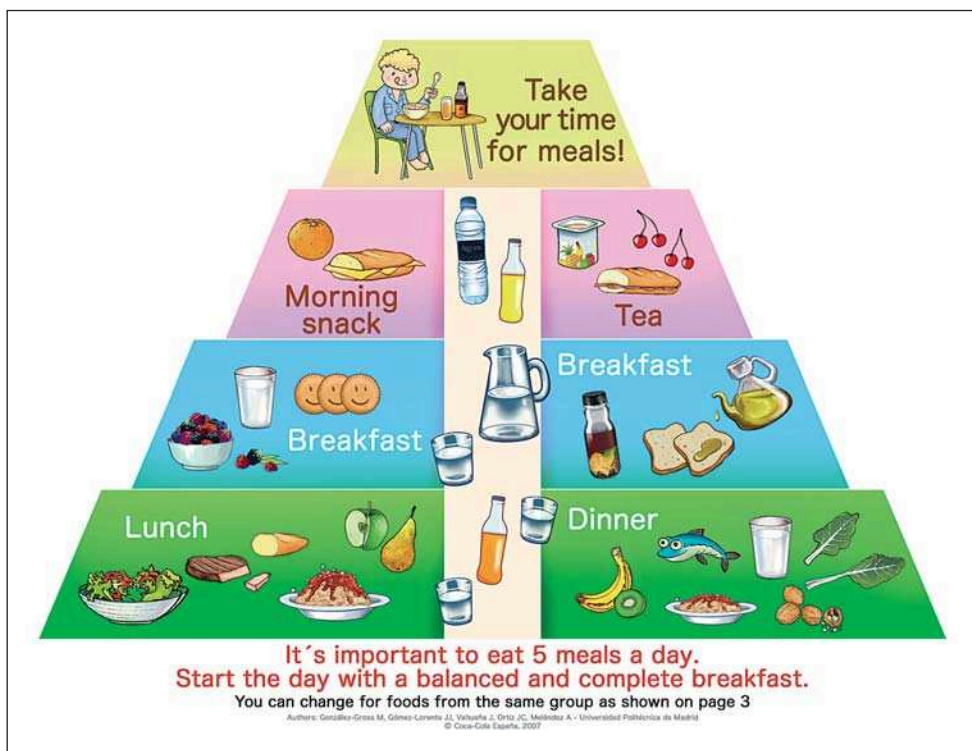 Take
your time
for meals!
Morning
snack
Tea
Breakfast
Breakfast
Lunch
Dinner
It´s important to eat 5 meals a day.
Start the day with a balanced and complete breakfast.
You can change for foods from the same group as shown on page 3
Authors: González-Gross M, Gómez-Lorente JJ, Valtueña J, Ortiz JC, Meléndez A - Universidad Politécnica de Madrid
© Coca-Cola España, 2007